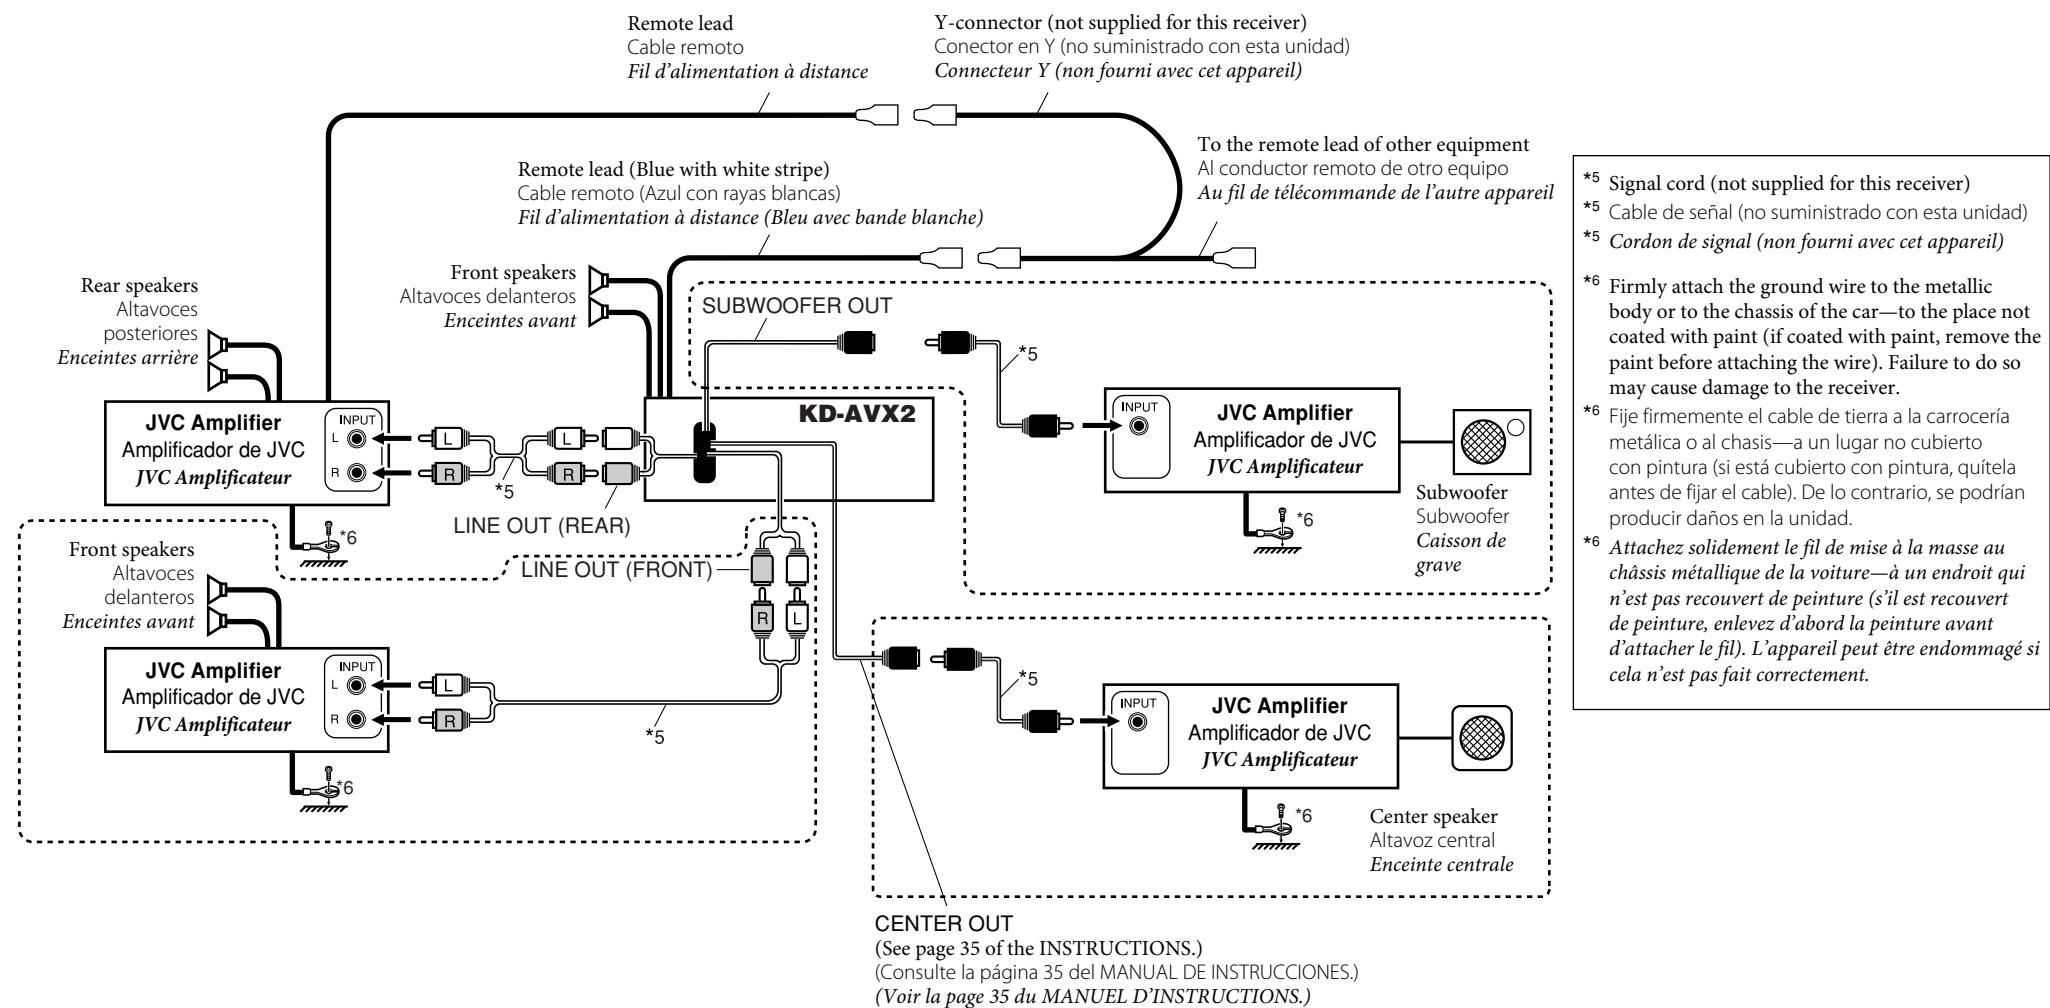 Remote lead
Cable remoto
Fil d'alimentation à distance
Y-connector (not supplied for this receiver)
Conector en Y (no suministrado con esta unidad)
Connecteur Y (non fourni avec cet appareil)
To the remote lead of other equipment
Al conductor remoto de otro equipo
Au fil de télécommande de l'autre appareil
Remote lead (Blue with white stripe)
Cable remoto (Azul con rayas blancas)
Fil d'alimentation à distance (Bleu avec bande blanche)
Front speakers
Altavoces delanteros
Enceintes avant
Rear speakers
Altavoces
posteriores
Enceintes arrière
SUBWOOFER OUT
*5
JVC Amplifier
Amplificador de JVC
JVC Amplificateur
INPUT
L
R
L
R
*5
L
R
KD-AVX2
LINE OUT (REAR)
*6
INPUT
JVC Amplifier
Amplificador de JVC
JVC Amplificateur
*6
Subwoofer
Subwoofer
Caisson de
grave
Front speakers
Altavoces
delanteros
Enceintes avant
LINE OUT (FRONT)
R
L
JVC Amplifier
Amplificador de JVC
JVC Amplificateur
INPUT
L
R
L
R
*5
*6
*5
INPUT
JVC Amplifier
Amplificador de JVC
JVC Amplificateur
*6
Center speaker
Altavoz central
Enceinte centrale
CENTER OUT
(See page 35 of the INSTRUCTIONS.)
(Consulte la página 35 del MANUAL DE INSTRUCCIONES.)
(Voir la page 35 du MANUEL D'INSTRUCTIONS.)
*5 Signal cord (not supplied for this receiver)
*5 Cable de señal (no suministrado con esta unidad)
*5 Cordon de signal (non fourni avec cet appareil)
*6 Firmly attach the ground wire to the metallic
body or to the chassis of the car—to the place not
coated with paint (if coated with paint, remove the
paint before attaching the wire). Failure to do so
may cause damage to the receiver.
*6 Fije firmemente el cable de tierra a la carrocería
metálica o al chasis—a un lugar no cubierto
con pintura (si está cubierto con pintura, quítela
antes de fijar el cable). De lo contrario, se podrían
producir daños en la unidad.
*6 Attachez solidement le fil de mise à la masse au
châssis métallique de la voiture—à un endroit qui
n'est pas recouvert de peinture (s'il est recouvert
de peinture, enlevez d'abord la peinture avant
d'attacher le fil). L'appareil peut être endommagé si
cela n'est pas fait correctement.